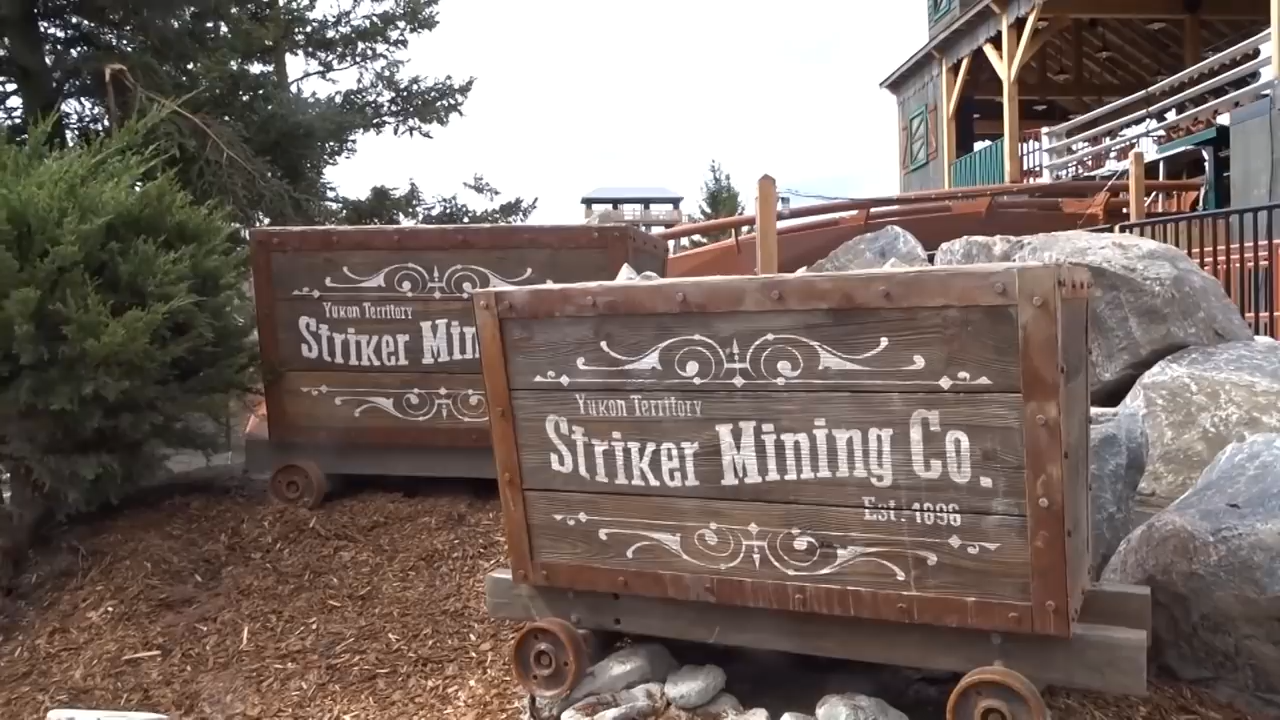 Yukon Territory
Striker Min
Yukon Territory
Striker Mining Co.
Est. 1896